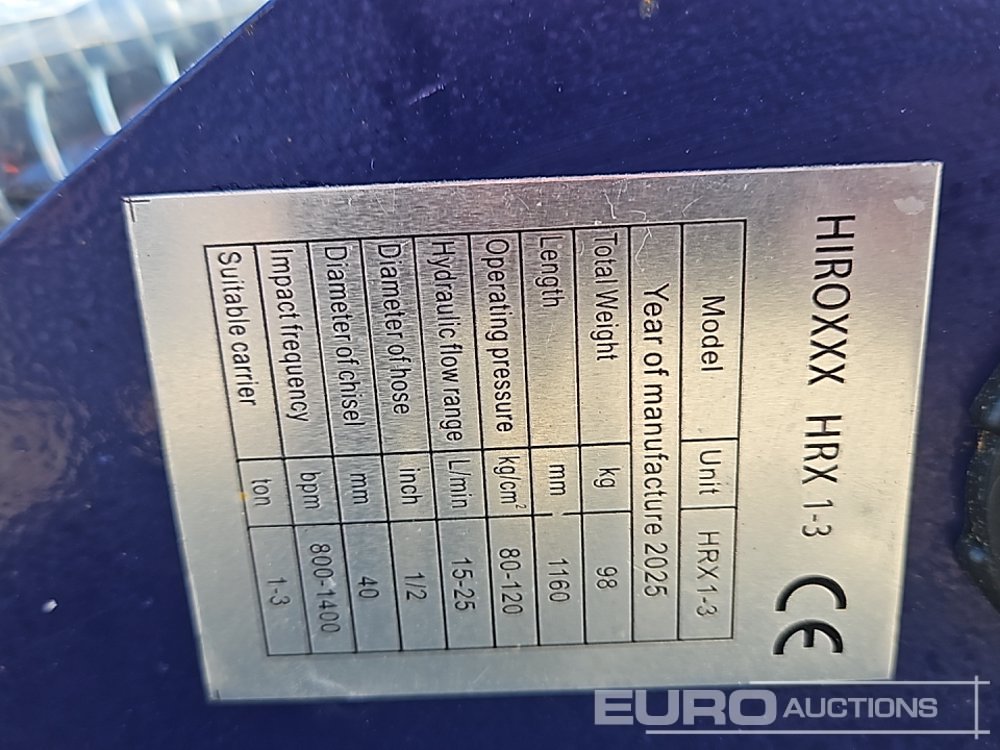 HIROXXX HRX 1-3 CE
Model Unit HRX1-3
Year of manufacture 2025
Total Weight kg 98
Length mm 1160
Operating pressure kg/cm² 80-120
Hydraulic flow range L/min 15-25
Diameter of hose inch 1/2
Diameter of chisel mm 40
Impact frequency bpm 800-1400
Suitable carrier ton 1-3
EURO AUCTIONS